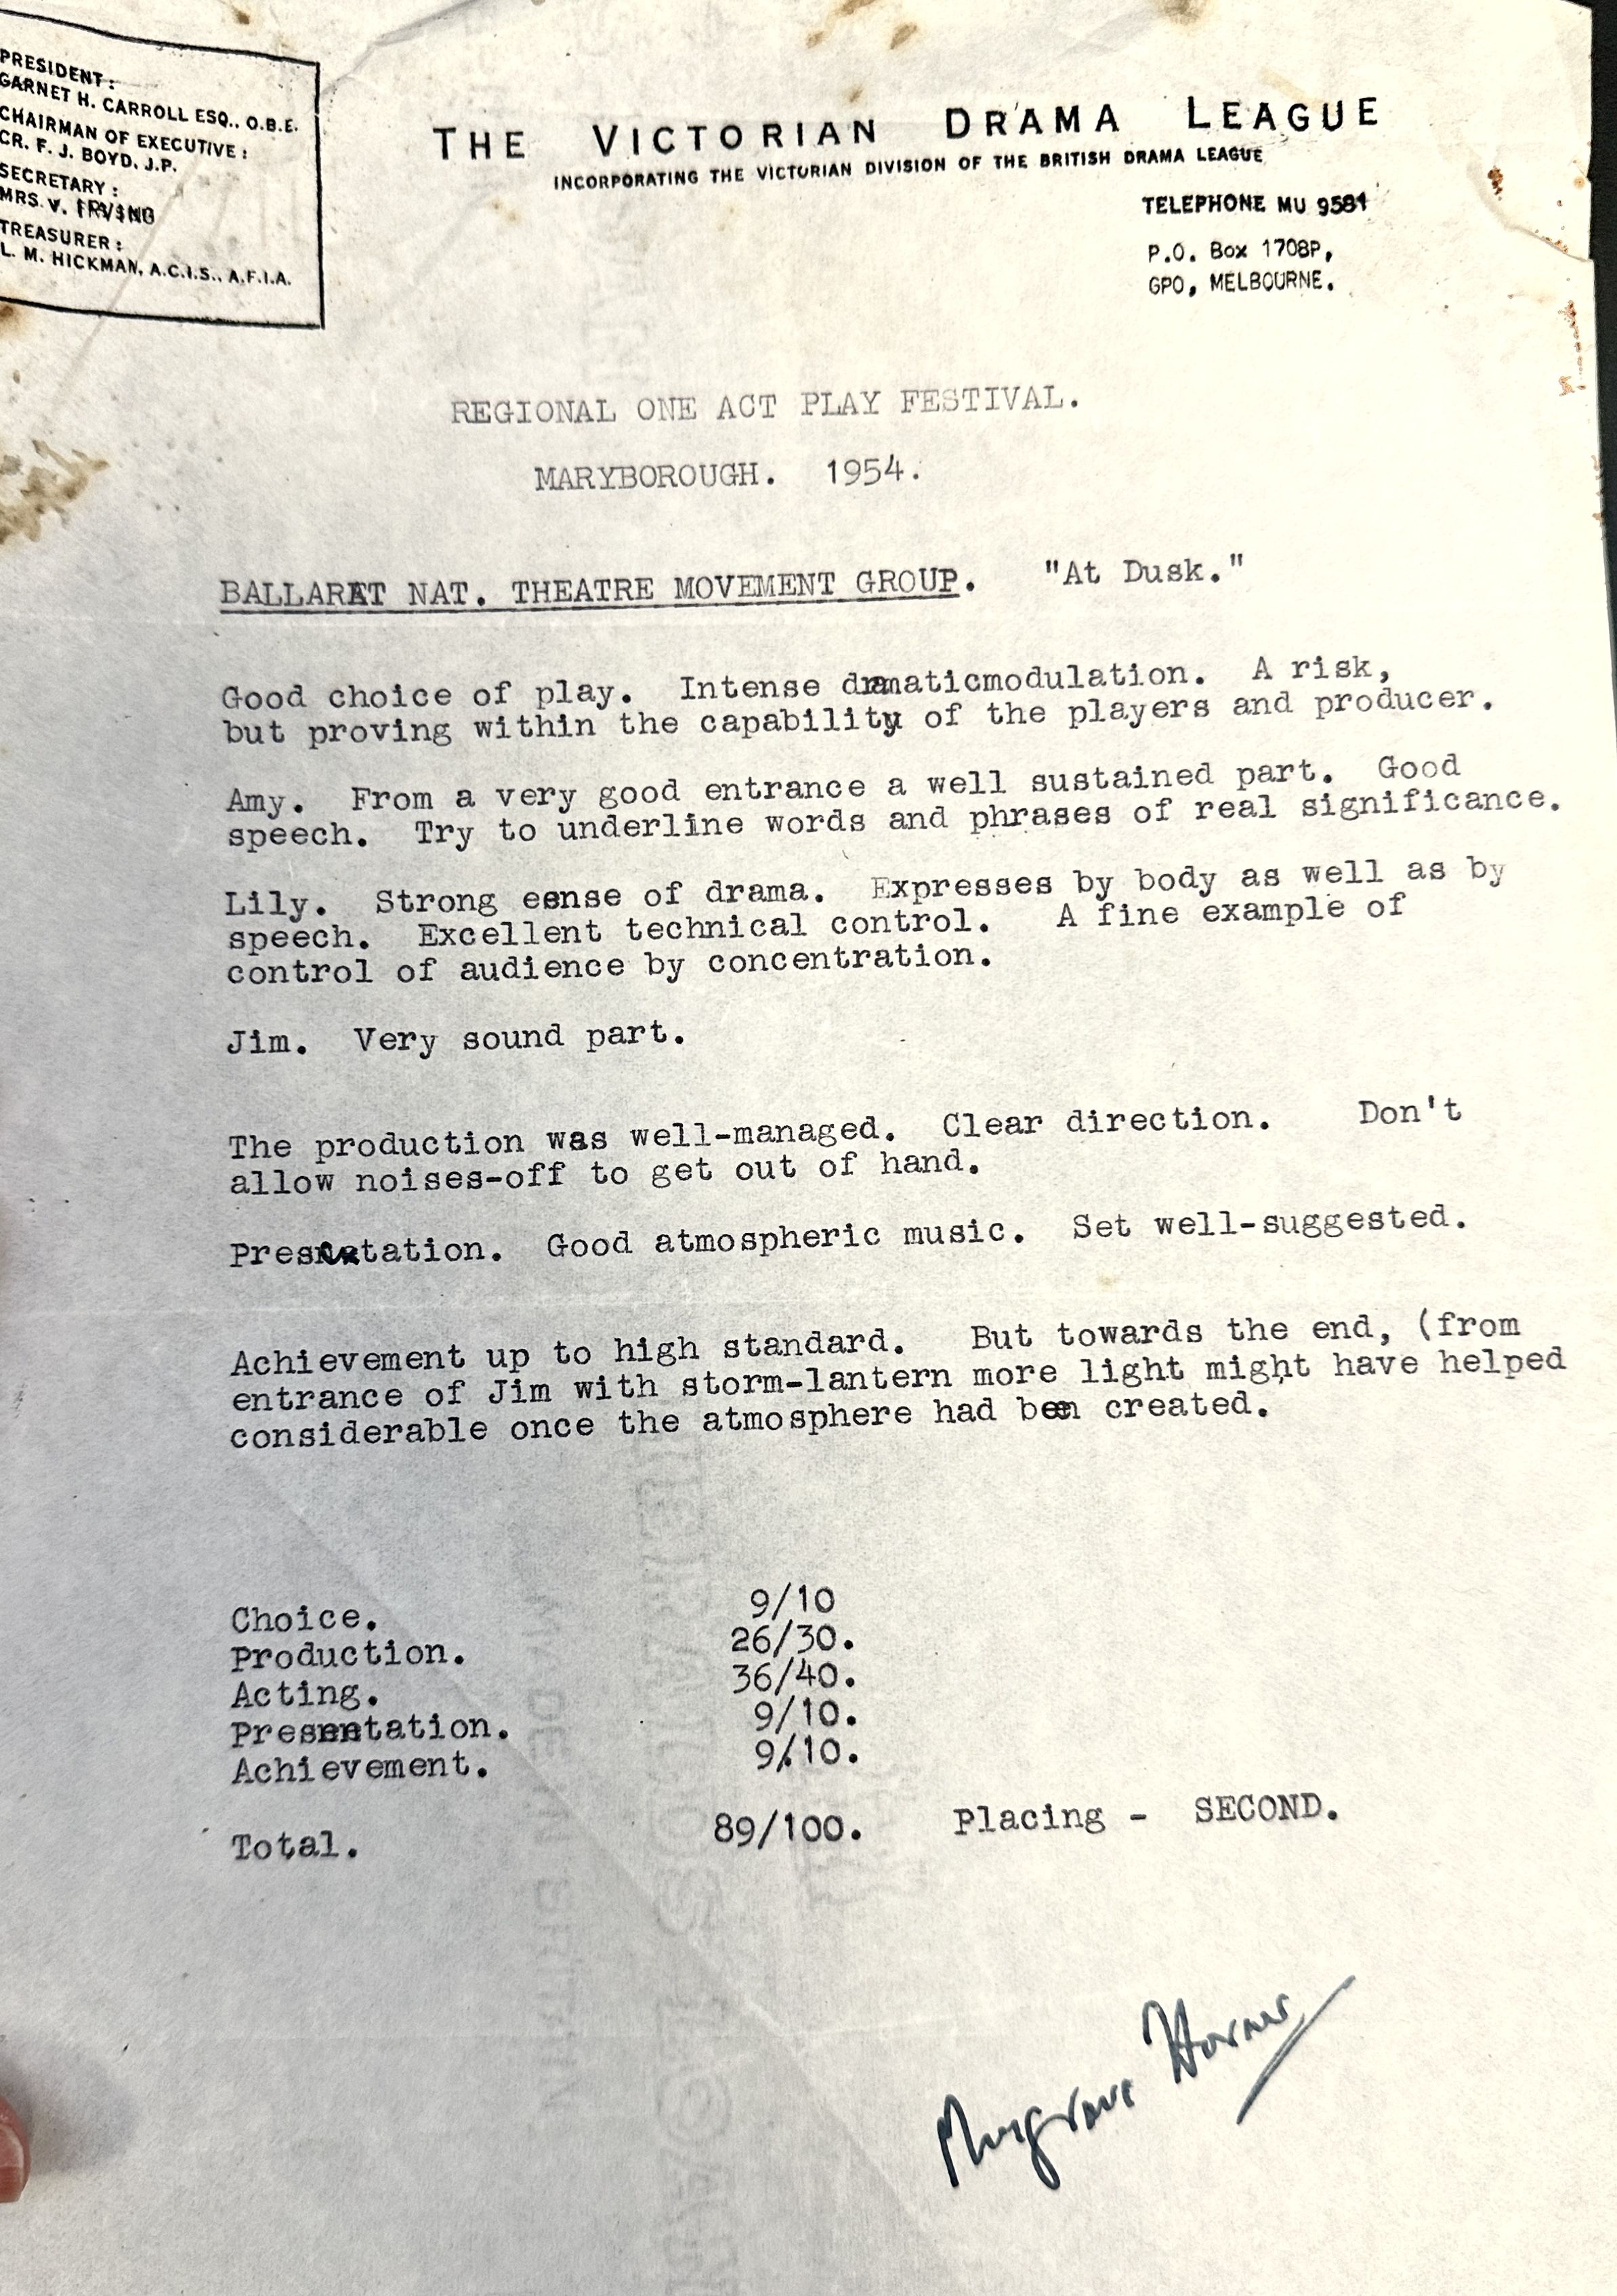 PRESIDENT :
GARNET H. CARROLL ESQ., O.B.E.
CHAIRMAN OF EXECUTIVE :
CR. F. J. BOYD, J.P.
SECRETARY :
MRS. V. IRVING
TREASURER :
L. M. HICKMAN, A.C.I.S., A.F.I.A.
THE VICTORIAN DRAMA LEAGUE
INCORPORATING THE VICTORIAN DIVISION OF THE BRITISH DRAMA LEAGUE
TELEPHONE MU 9581
P.O. Box 1708P,
GPO, MELBOURNE.
REGIONAL ONE ACT PLAY FESTIVAL.
MARYBOROUGH. 1954.
BALLARAT NAT. THEATRE MOVEMENT GROUP. "At Dusk."
Good choice of play. Intense dramaticmodulation. A risk,
but proving within the capability of the players and producer.
Amy. From a very good entrance a well sustained part. Good
speech. Try to underline words and phrases of real significance.
Lily. Strong sense of drama. Expresses by body as well as by
speech. Excellent technical control. A fine example of
control of audience by concentration.
Jim. Very sound part.
The production was well-managed. Clear direction. Don't
allow noises-off to get out of hand.
Presentation. Good atmospheric music. Set well-suggested.
Achievement up to high standard. But towards the end, (from
entrance of Jim with storm-lantern more light might have helped
considerable once the atmosphere had been created.
Choice. 9/10
Production. 26/30.
Acting. 36/40.
Presentation. 9/10.
Achievement. 9/10.
Total. 89/100. Placing - SECOND.
Musgrave Horner